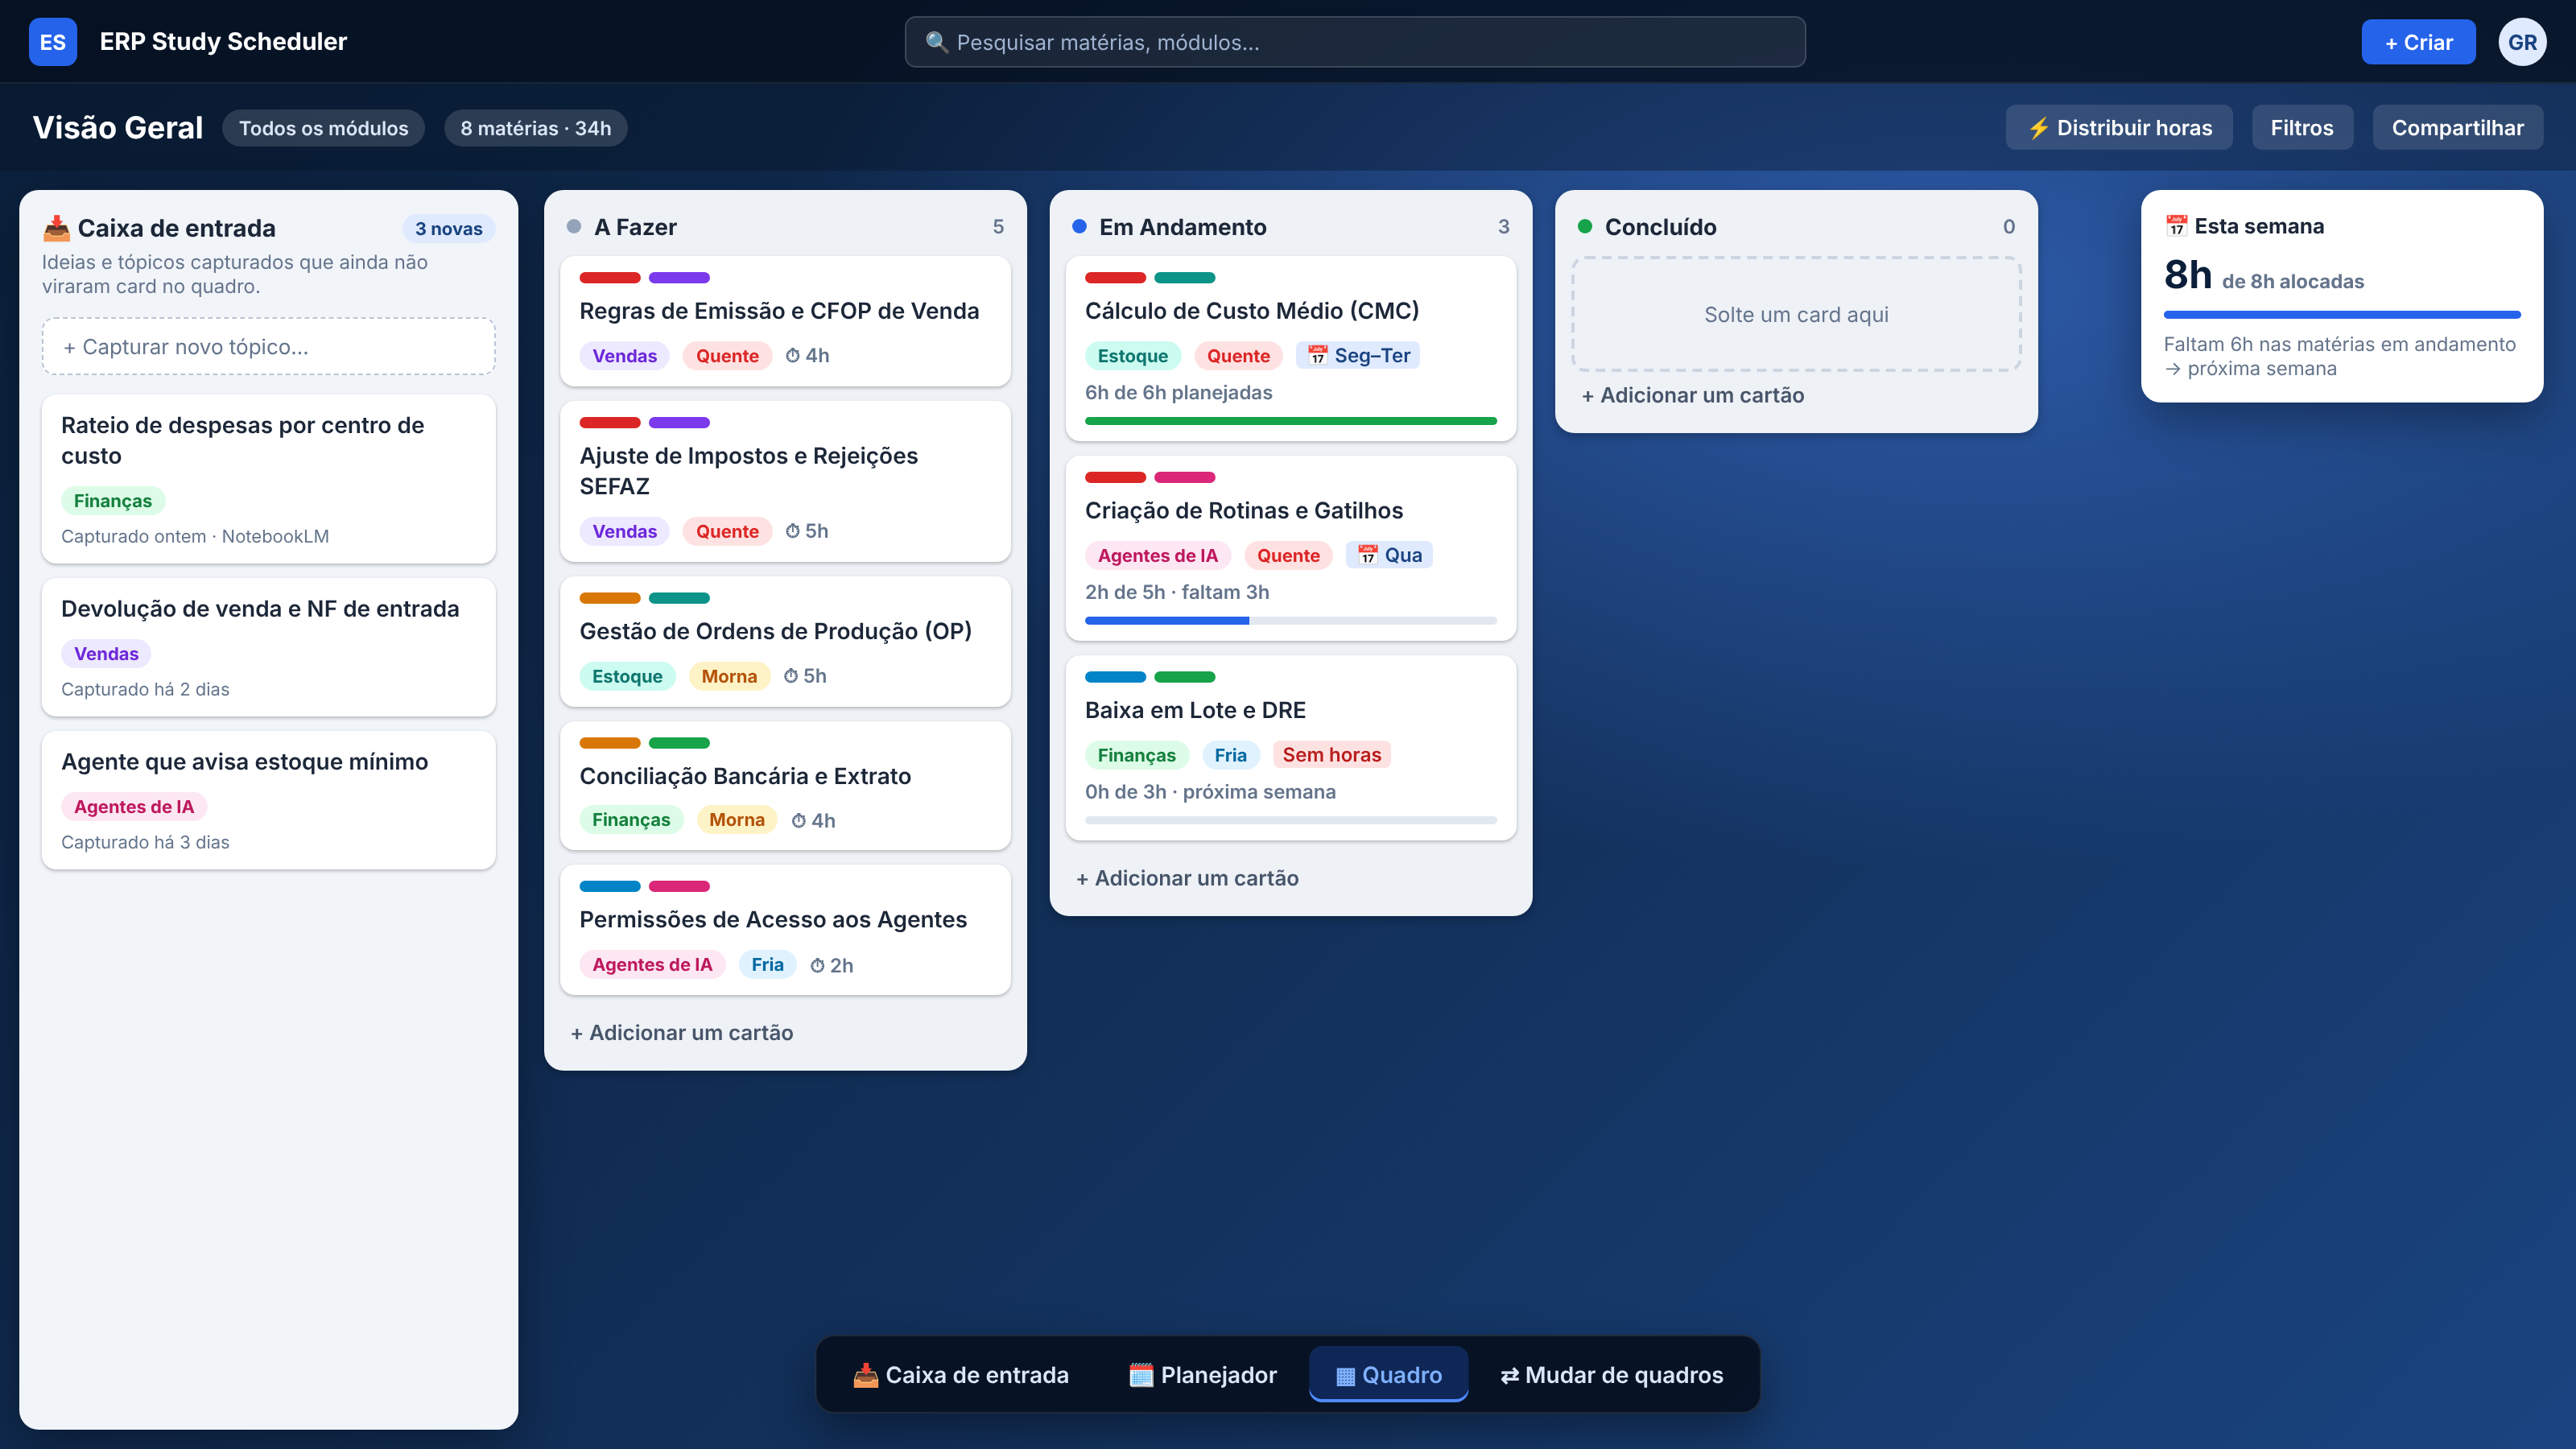 ES
ERP Study Scheduler
🔍 Pesquisar matérias, módulos...
+ Criar
GR
Visão Geral
Todos os módulos
8 matérias · 34h
⚡ Distribuir horas
Filtros
Compartilhar
📥 Caixa de entrada
3 novas
Ideias e tópicos capturados que ainda não
viraram card no quadro.
+ Capturar novo tópico...
Rateio de despesas por centro de
custo
Finanças
Capturado ontem · NotebookLM
Devolução de venda e NF de entrada
Vendas
Capturado há 2 dias
Agente que avisa estoque mínimo
Agentes de IA
Capturado há 3 dias
A Fazer
5
Regras de Emissão e CFOP de Venda
Vendas Quente ⏱ 4h
Ajuste de Impostos e Rejeições
SEFAZ
Vendas Quente ⏱ 5h
Gestão de Ordens de Produção (OP)
Estoque Morna ⏱ 5h
Conciliação Bancária e Extrato
Finanças Morna ⏱ 4h
Permissões de Acesso aos Agentes
Agentes de IA Fria ⏱ 2h
+ Adicionar um cartão
Em Andamento
3
Cálculo de Custo Médio (CMC)
Estoque Quente 📅 Seg–Ter
6h de 6h planejadas
Criação de Rotinas e Gatilhos
Agentes de IA Quente 📅 Qua
2h de 5h · faltam 3h
Baixa em Lote e DRE
Finanças Fria Sem horas
0h de 3h · próxima semana
+ Adicionar um cartão
Concluído
0
Solte um card aqui
+ Adicionar um cartão
📅 Esta semana
8h de 8h alocadas
Faltam 6h nas matérias em andamento
→ próxima semana
📥 Caixa de entrada
🗓️ Planejador
▦ Quadro
⇄ Mudar de quadros